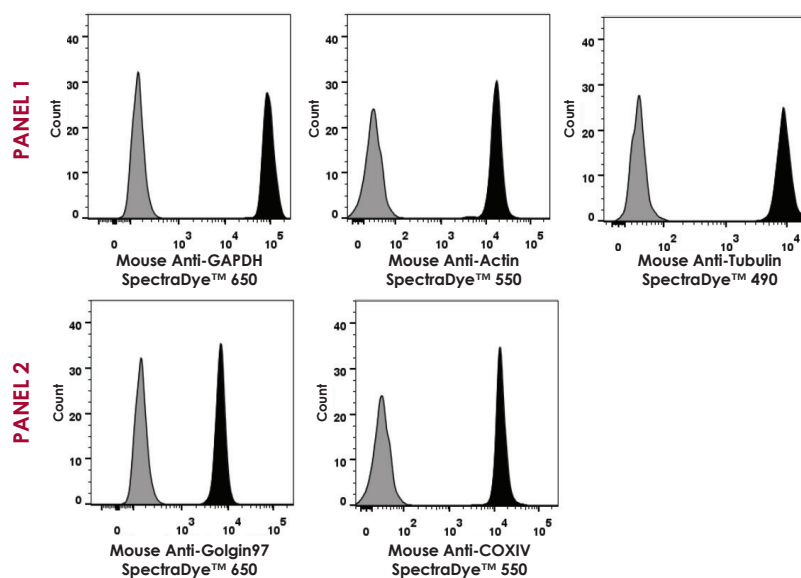 PANEL 1
Count
40
30
20
10
0
0 10³ 10⁴ 10⁵
Mouse Anti-GAPDH
SpectraDye™ 650
Count
40
30
20
10
0
0 10² 10³ 10⁴ 10⁵
Mouse Anti-Actin
SpectraDye™ 550
Count
40
30
20
10
0
0 10² 10³ 10⁴
Mouse Anti-Tubulin
SpectraDye™ 490
PANEL 2
Count
40
30
20
10
0
0 10³ 10⁴ 10⁵
Mouse Anti-Golgin97
SpectraDye™ 650
Count
40
30
20
10
0
0 10² 10³ 10⁴ 10⁵
Mouse Anti-COXIV
SpectraDye™ 550